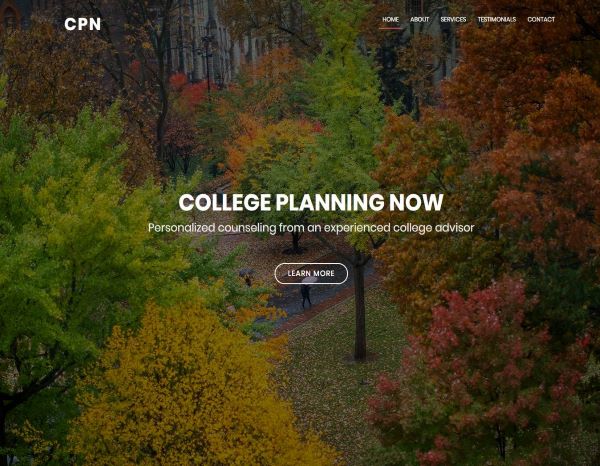 CPN
HOME ABOUT SERVICES TESTIMONIALS CONTACT
COLLEGE PLANNING NOW
Personalized counseling from an experienced college advisor
LEARN MORE